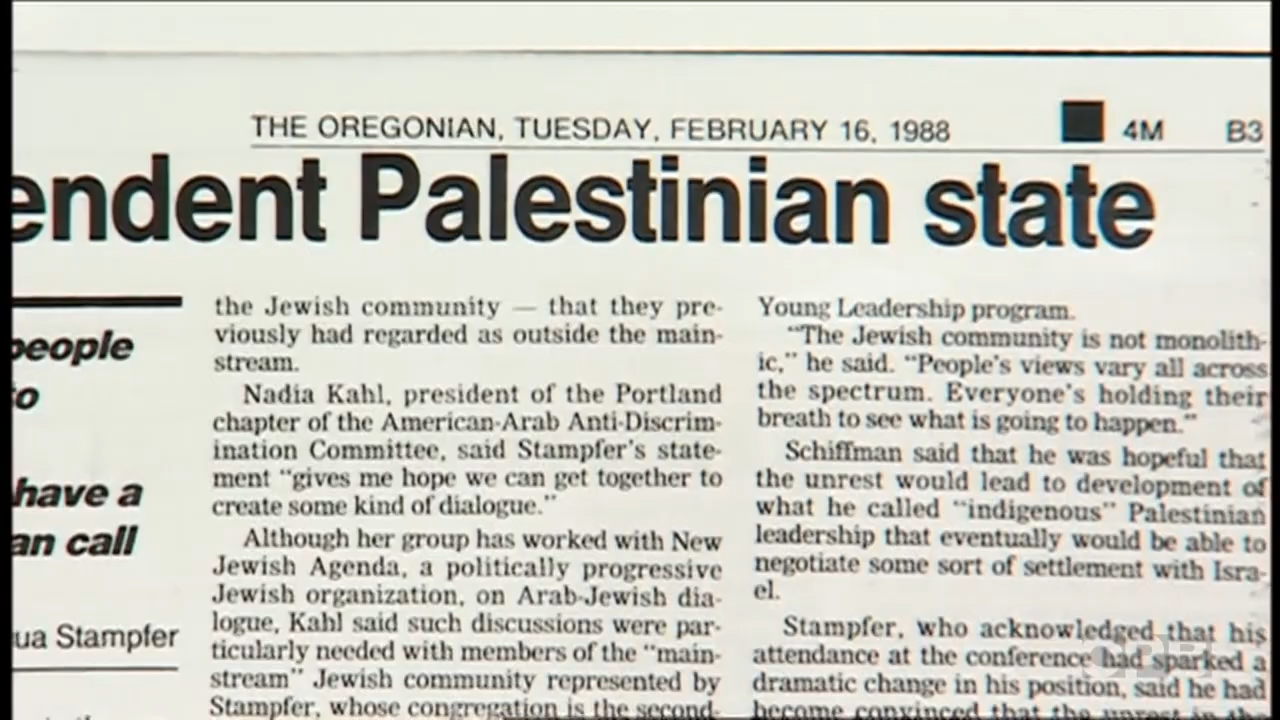 THE OREGONIAN, TUESDAY, FEBRUARY 16, 1988 4M B3
endent Palestinian state
people
to
have a
an call
ua Stampfer
the Jewish community — that they pre-
viously had regarded as outside the main-
stream.
Nadia Kahl, president of the Portland
chapter of the American-Arab Anti-Discrim-
ination Committee, said Stampfer's state-
ment "gives me hope we can get together to
create some kind of dialogue."
Although her group has worked with New
Jewish Agenda, a politically progressive
Jewish organization, on Arab-Jewish dia-
logue, Kahl said such discussions were par-
ticularly needed with members of the "main-
stream" Jewish community represented by
Stampfer, whose congregation is the second-
Young Leadership program.
"The Jewish community is not monolith-
ic," he said. "People's views vary all across
the spectrum. Everyone's holding their
breath to see what is going to happen."
Schiffman said that he was hopeful that
the unrest would lead to development of
what he called "indigenous" Palestinian
leadership that eventually would be able to
negotiate some sort of settlement with Isra-
el.
Stampfer, who acknowledged that his
attendance at the conference had sparked a
dramatic change in his position, said he had
become convinced that the unrest in the
OPB